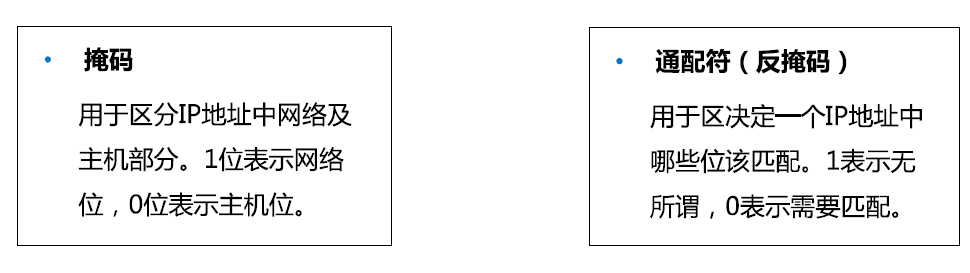 • 掩码
用于区分IP地址中网络及
主机部分。1位表示网络
位，0位表示主机位。
• 通配符（反掩码）
用于区决定一个IP地址中
哪些位该匹配。1表示无
所谓，0表示需要匹配。